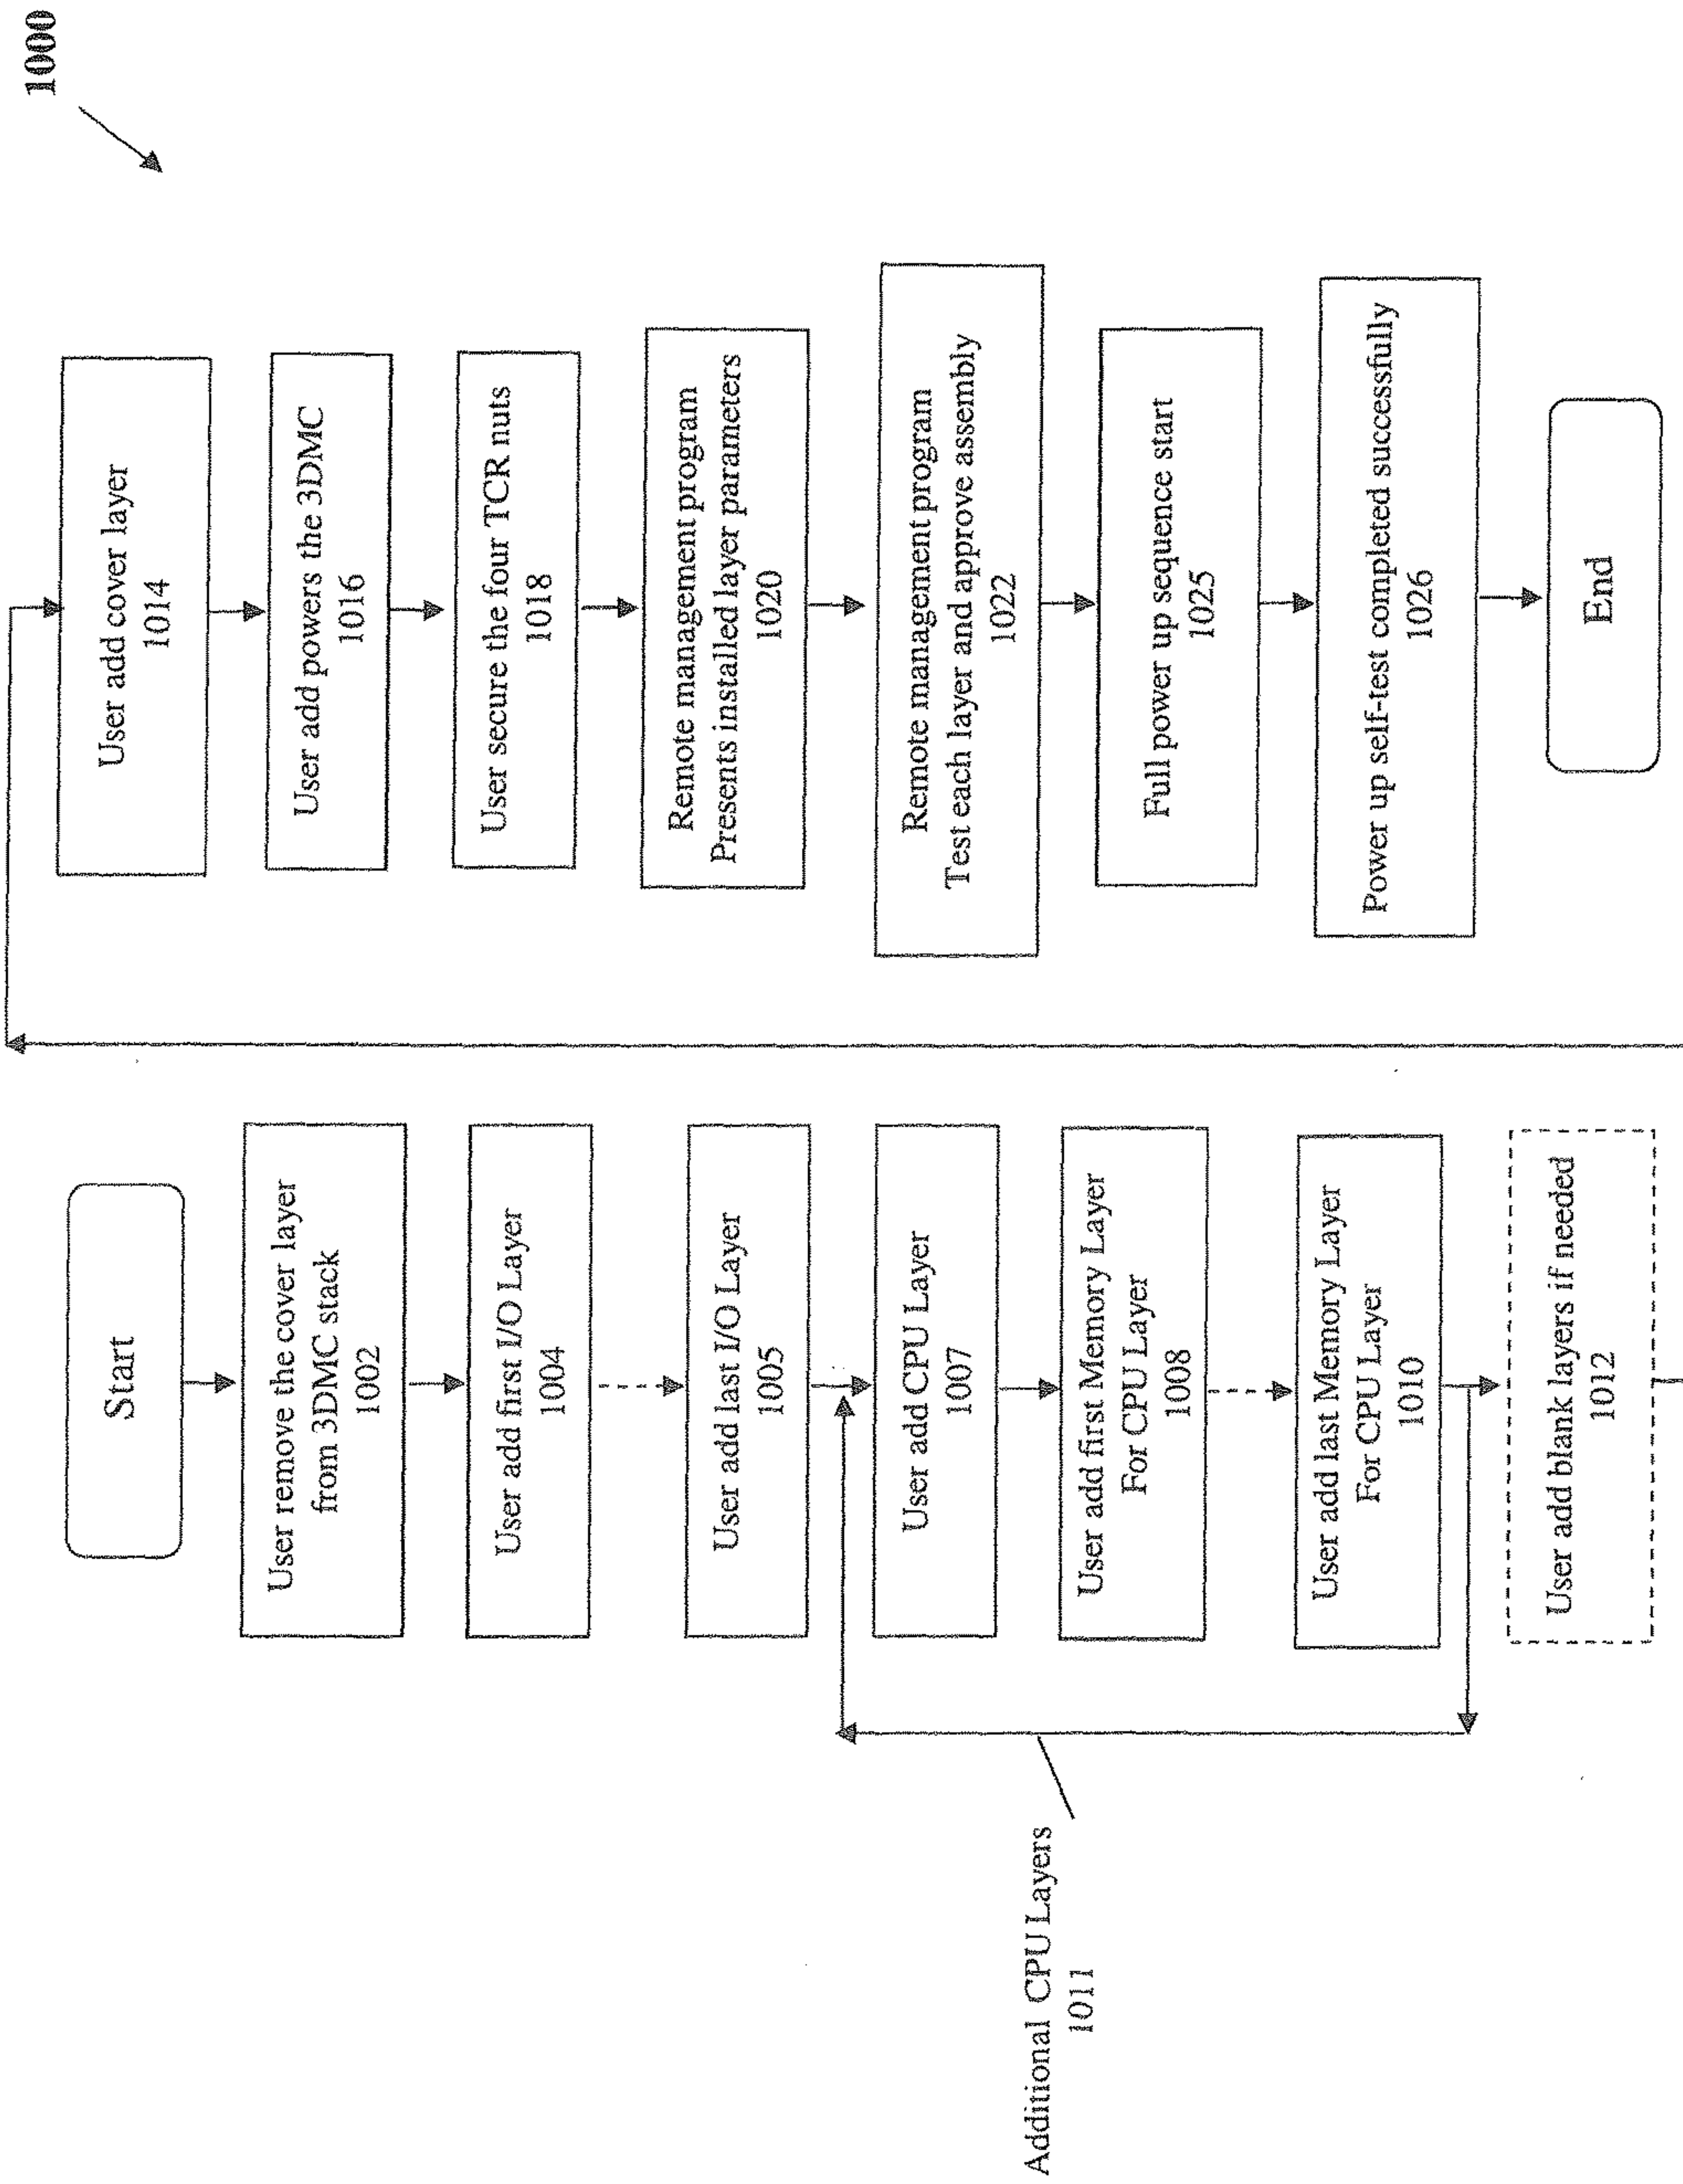 1000
Start
User remove the cover layer
from 3DMC stack
1002
User add first I/O Layer
1004
User add last I/O Layer
1005
User add CPU Layer
1007
User add first Memory Layer
For CPU Layer
1008
User add last Memory Layer
For CPU Layer
1010
Additional CPU Layers
1011
User add blank layers if needed
1012
User add cover layer
1014
User add powers the 3DMC
1016
User secure the four TCR nuts
1018
Remote management program
Presents installed layer parameters
1020
Remote management program
Test each layer and approve assembly
1022
Full power up sequence start
1025
Power up self-test completed successfully
1026
End